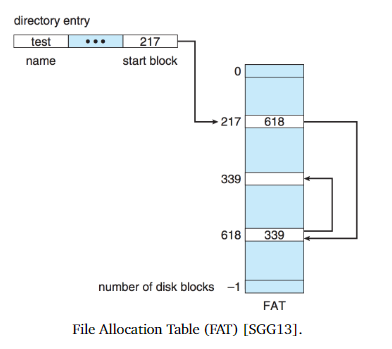 directory entry
test ••• 217
name start block
0
217 618
339
618 339
number of disk blocks −1
FAT
File Allocation Table (FAT) [SGG13].